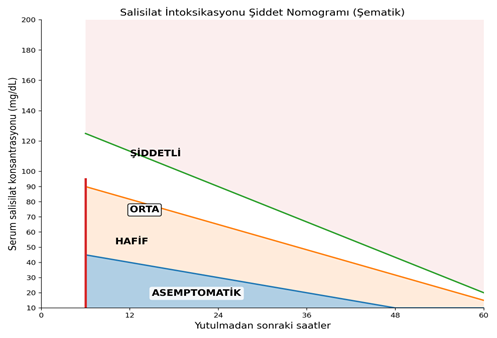 Salisilat İntoksikasyonu Şiddet Nomogramı (Şematik)
Serum salisilat konsantrasyonu (mg/dL)
200
180
160
140
120
100
90
80
70
60
50
40
30
20
10
ŞİDDETLİ
ORTA
HAFİF
ASEMPTOMATİK
0 12 24 36 48 60
Yutulmadan sonraki saatler